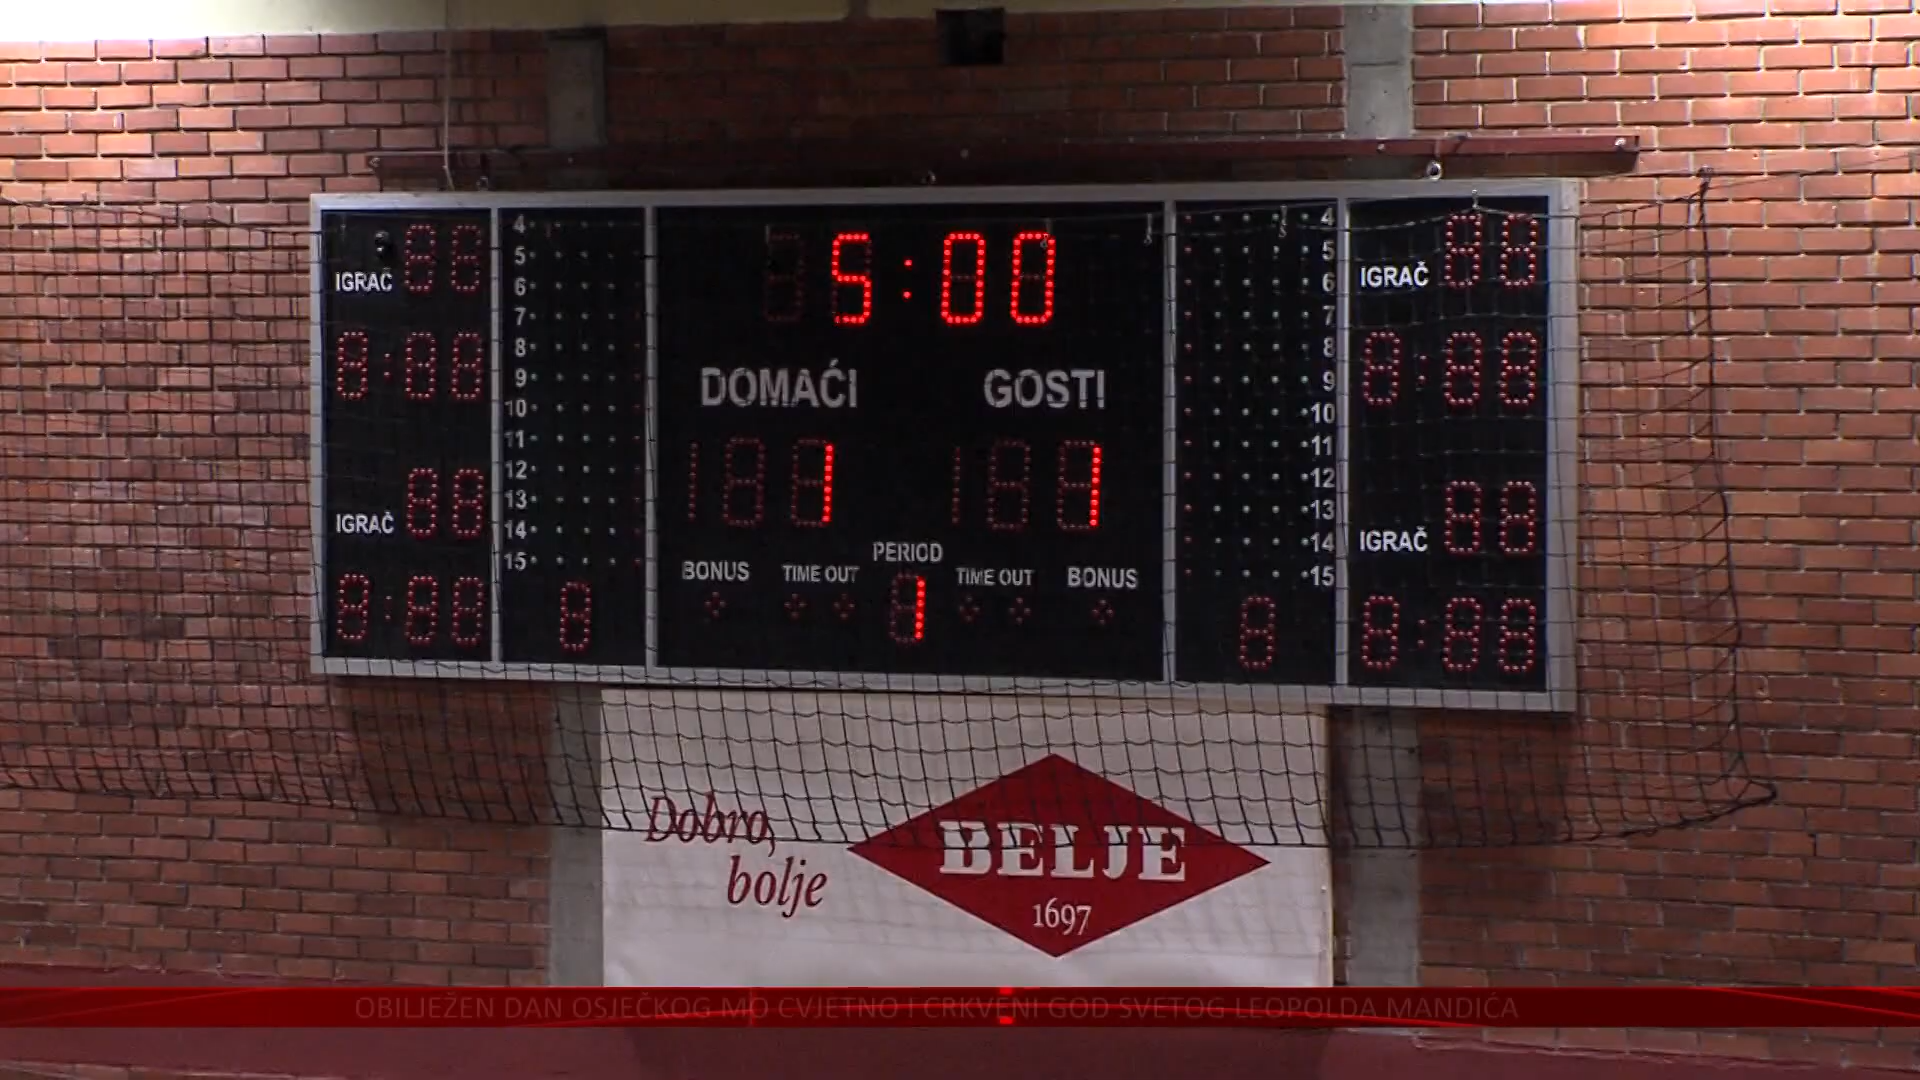 5:00
DOMAĆI GOSTI
1 1
PERIOD
BONUS TIME OUT TIME OUT BONUS
1
IGRAČ
IGRAČ
4
5
6
7
8
9
10
11
12
13
14
15
4
5
6
7
8
9
10
11
12
13
14
15
IGRAČ
IGRAČ
Dobro,
bolje
BELJE
1697
OBILJEŽEN DAN OSJEČKOG MO CVJETNO I CRKVENI GOD SVETOG LEOPOLDA MANDIĆA